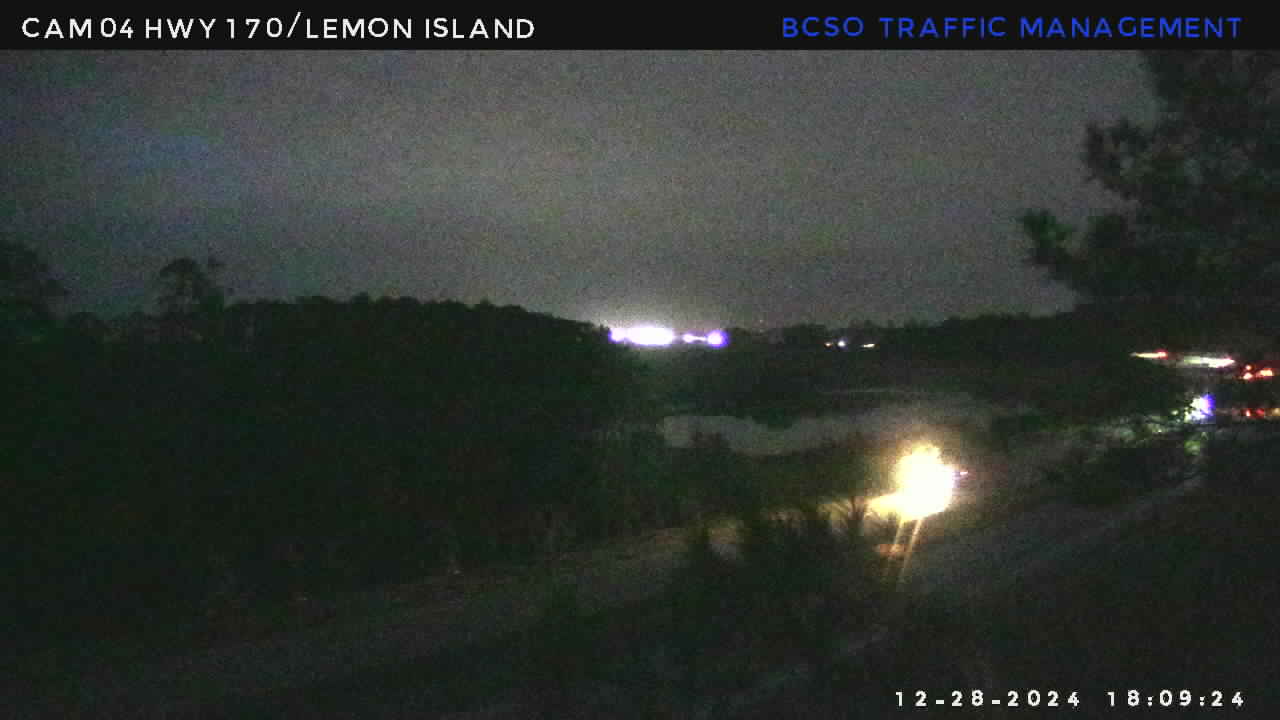 CAM04 HWY 170/LEMON ISLAND
BCSO TRAFFIC MANAGEMENT
12-28-2024 18:09:24